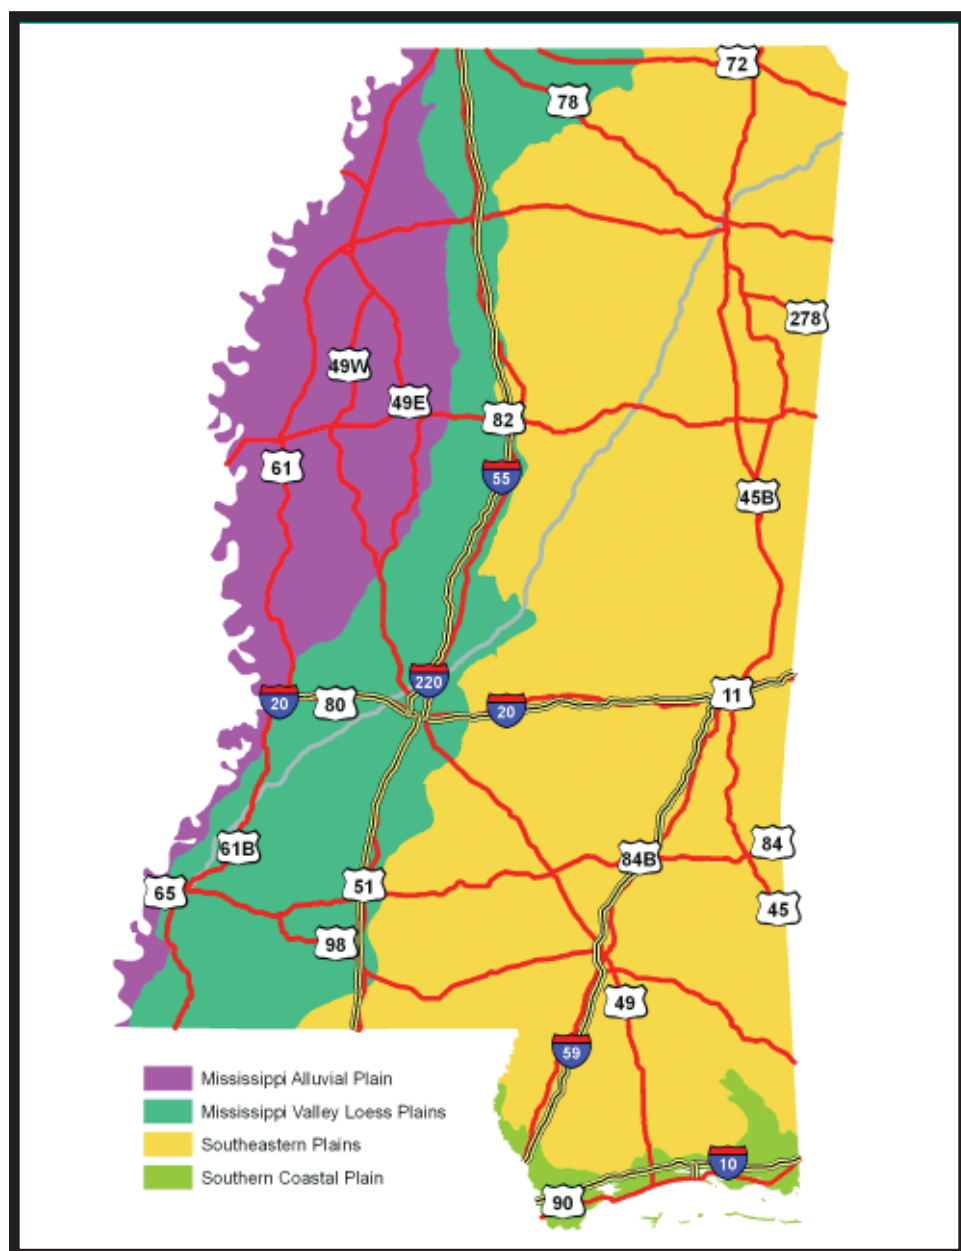 72
78
278
49W
49E
82
61
55
45B
220
11
20
80
20
61B
84
84B
65
51
45
98
49
59
Mississippi Alluvial Plain
Mississippi Valley Loess Plains
Southeastern Plains
10
Southern Coastal Plain
90